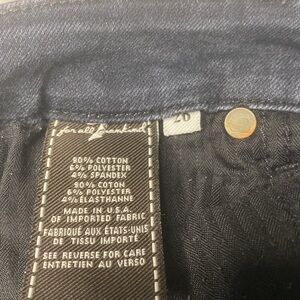 for all mankind
26
90% COTTON
6% POLYESTER
4% SPANDEX
90% COTON
6% POLYESTER
4% ÉLASTHANNE
MADE IN U.S.A.
OF IMPORTED FABRIC
FABRIQUÉ AUX ÉTATS-UNIS
DE TISSU IMPORTÉ
SEE REVERSE FOR CARE
ENTRETIEN AU VERSO